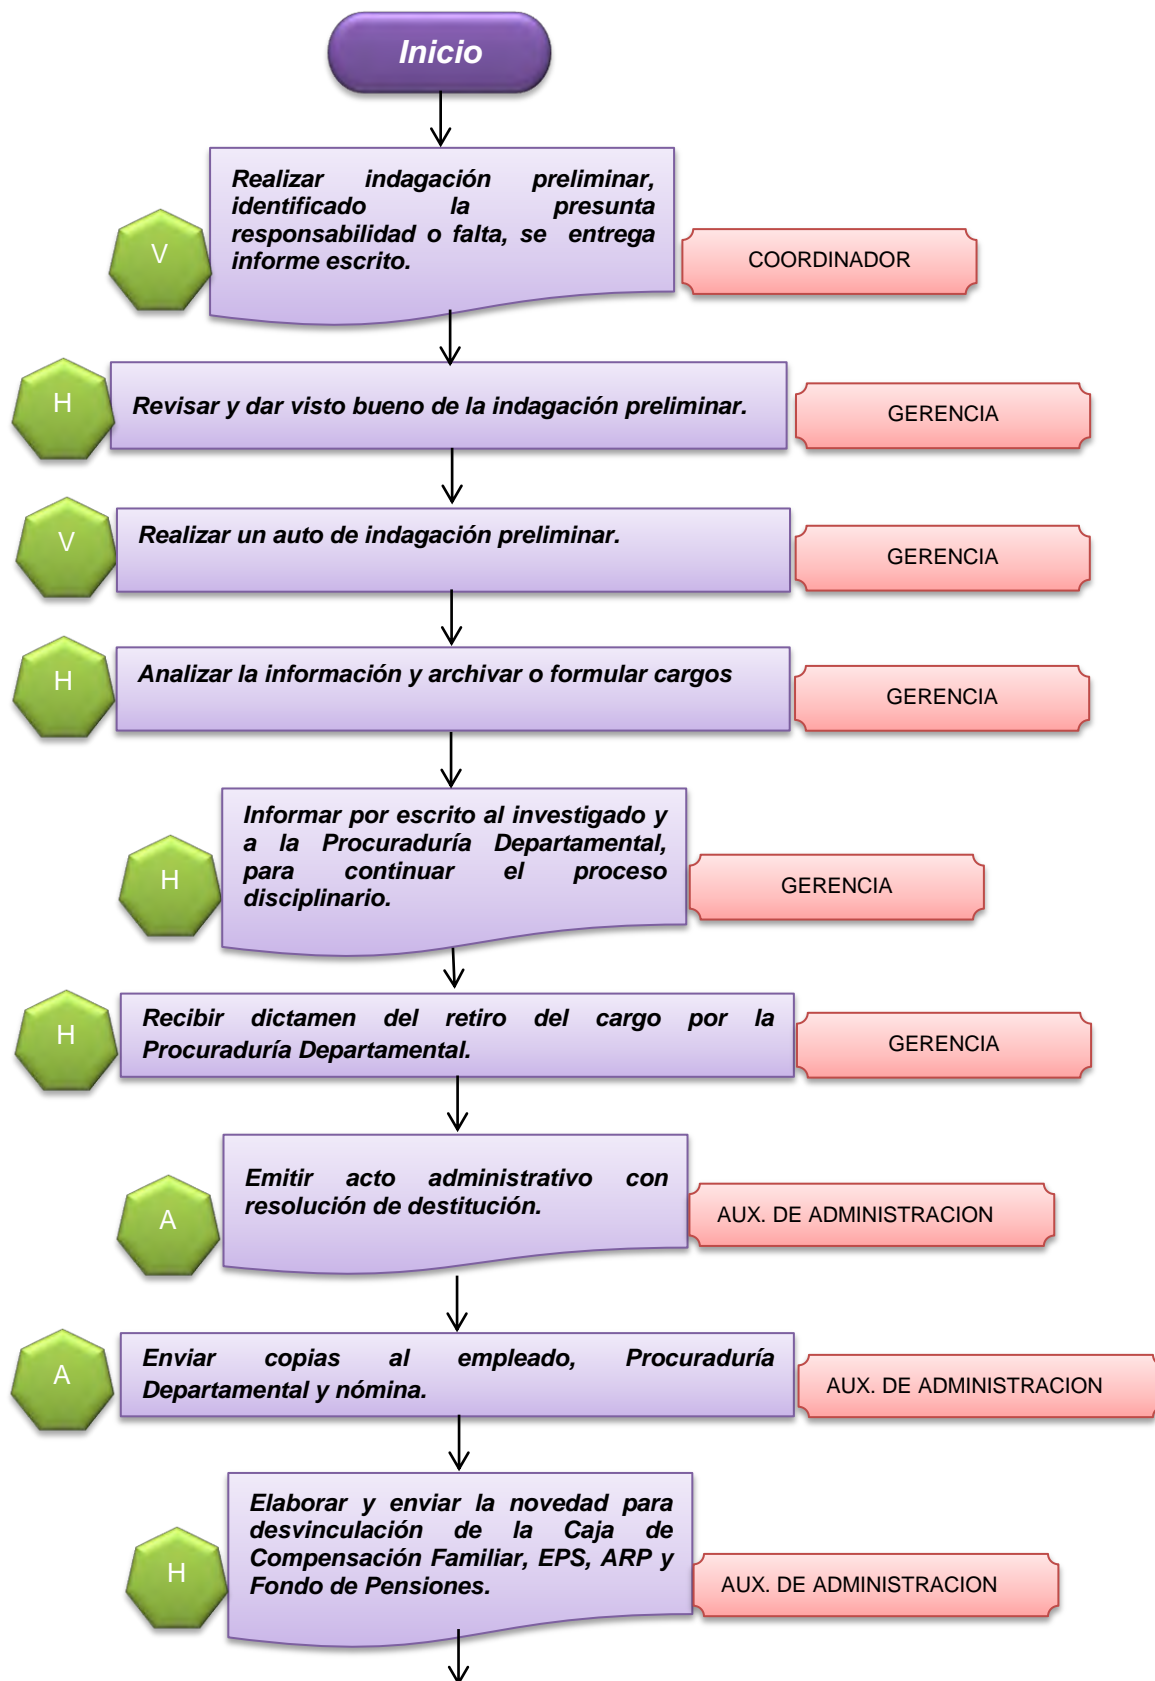 Inicio
Realizar indagación preliminar,
identificado la presunta
responsabilidad o falta, se entrega
informe escrito.
V
COORDINADOR
H
Revisar y dar visto bueno de la indagación preliminar.
GERENCIA
V
Realizar un auto de indagación preliminar.
GERENCIA
H
Analizar la información y archivar o formular cargos
GERENCIA
Informar por escrito al investigado y
a la Procuraduría Departamental,
para continuar el proceso
disciplinario.
H
GERENCIA
H
Recibir dictamen del retiro del cargo por la
Procuraduría Departamental.
GERENCIA
Emitir acto administrativo con
resolución de destitución.
A
AUX. DE ADMINISTRACION
A
Enviar copias al empleado, Procuraduría
Departamental y nómina.
AUX. DE ADMINISTRACION
Elaborar y enviar la novedad para
desvinculación de la Caja de
Compensación Familiar, EPS, ARP y
Fondo de Pensiones.
H
AUX. DE ADMINISTRACION